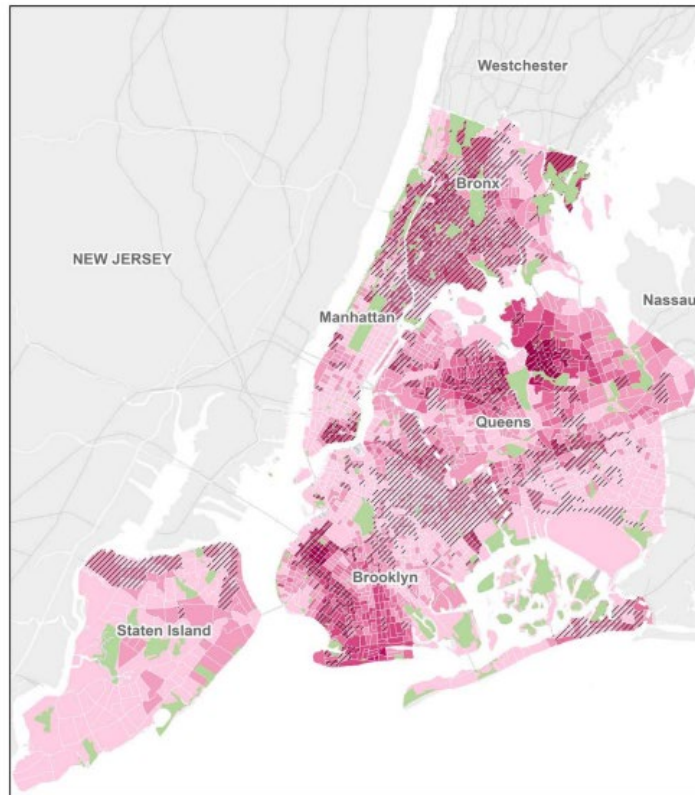 Westchester
Bronx
NEW JERSEY
Nassau
Manhattan
Queens
Brooklyn
Staten Island